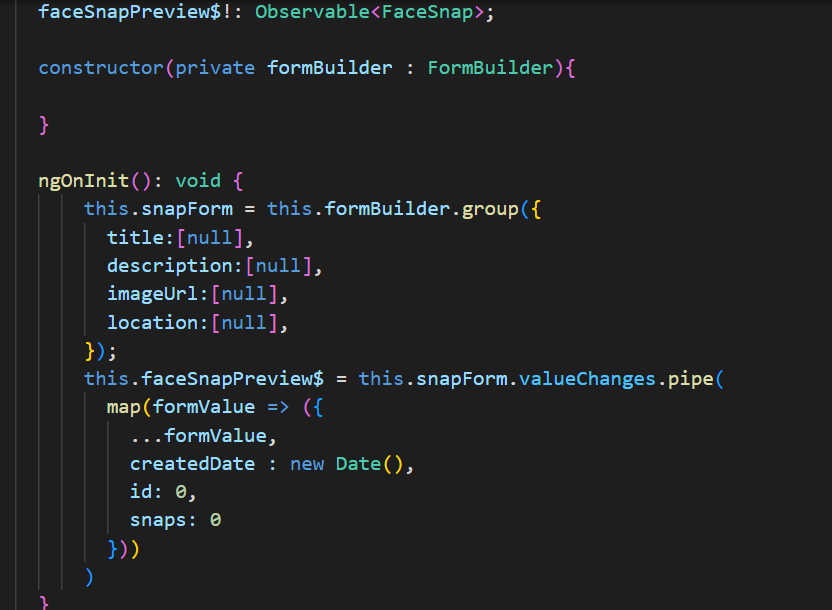 faceSnapPreview$!: Observable<FaceSnap>;
constructor(private formBuilder : FormBuilder){
}
ngOnInit(): void {
this.snapForm = this.formBuilder.group({
title:[null],
description:[null],
imageUrl:[null],
location:[null],
});
this.faceSnapPreview$ = this.snapForm.valueChanges.pipe(
map(formValue => ({
...formValue,
createdDate : new Date(),
id: 0,
snaps: 0
}))
)
}